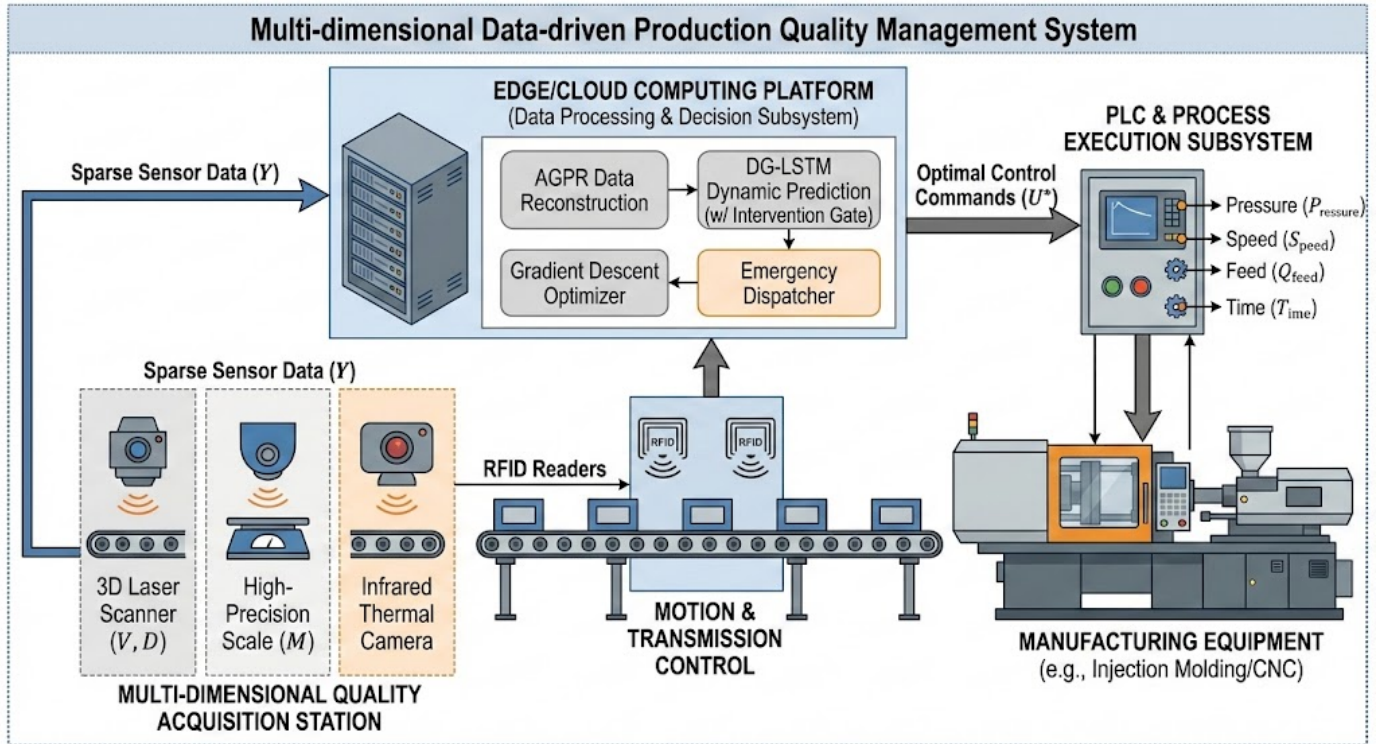 Multi-dimensional Data-driven Production Quality Management System
EDGE/CLOUD COMPUTING PLATFORM
(Data Processing & Decision Subsystem)
AGPR Data
Reconstruction
DG-LSTM
Dynamic Prediction
(w/ Intervention Gate)
Gradient Descent
Optimizer
Emergency
Dispatcher
Sparse Sensor Data (Y)
Optimal Control
Commands (U*)
PLC & PROCESS
EXECUTION SUBSYSTEM
Pressure (Pressure)
Speed (Speed)
Feed (Qfeed)
Time (Time)
Sparse Sensor Data (Y)
3D Laser
Scanner
(V, D)
High-
Precision
Scale (M)
Infrared
Thermal
Camera
MULTI-DIMENSIONAL QUALITY
ACQUISITION STATION
RFID Readers
RFID
RFID
MOTION &
TRANSMISSION
CONTROL
MANUFACTURING EQUIPMENT
(e.g., Injection Molding/CNC)